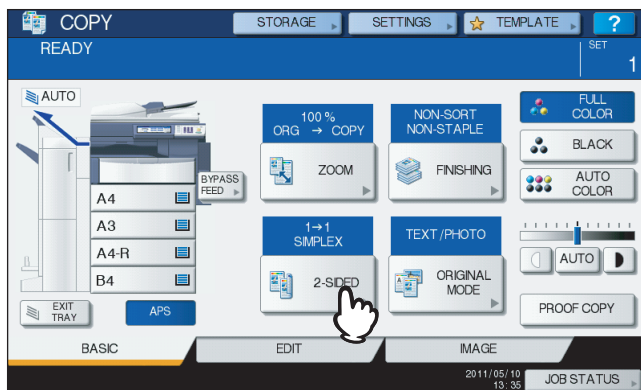 COPY
STORAGE
SETTINGS
TEMPLATE
?
READY
SET
1
AUTO
BYPASS
FEED
A4
A3
A4-R
B4
EXIT
TRAY
APS
100 %
ORG → COPY
ZOOM
NON-SORT
NON-STAPLE
FINISHING
1→1
SIMPLEX
2-SIDED
TEXT/PHOTO
ORIGINAL
MODE
FULL
COLOR
BLACK
AUTO
COLOR
AUTO
PROOF COPY
BASIC
EDIT
IMAGE
2011/05/10
13:35
JOB STATUS